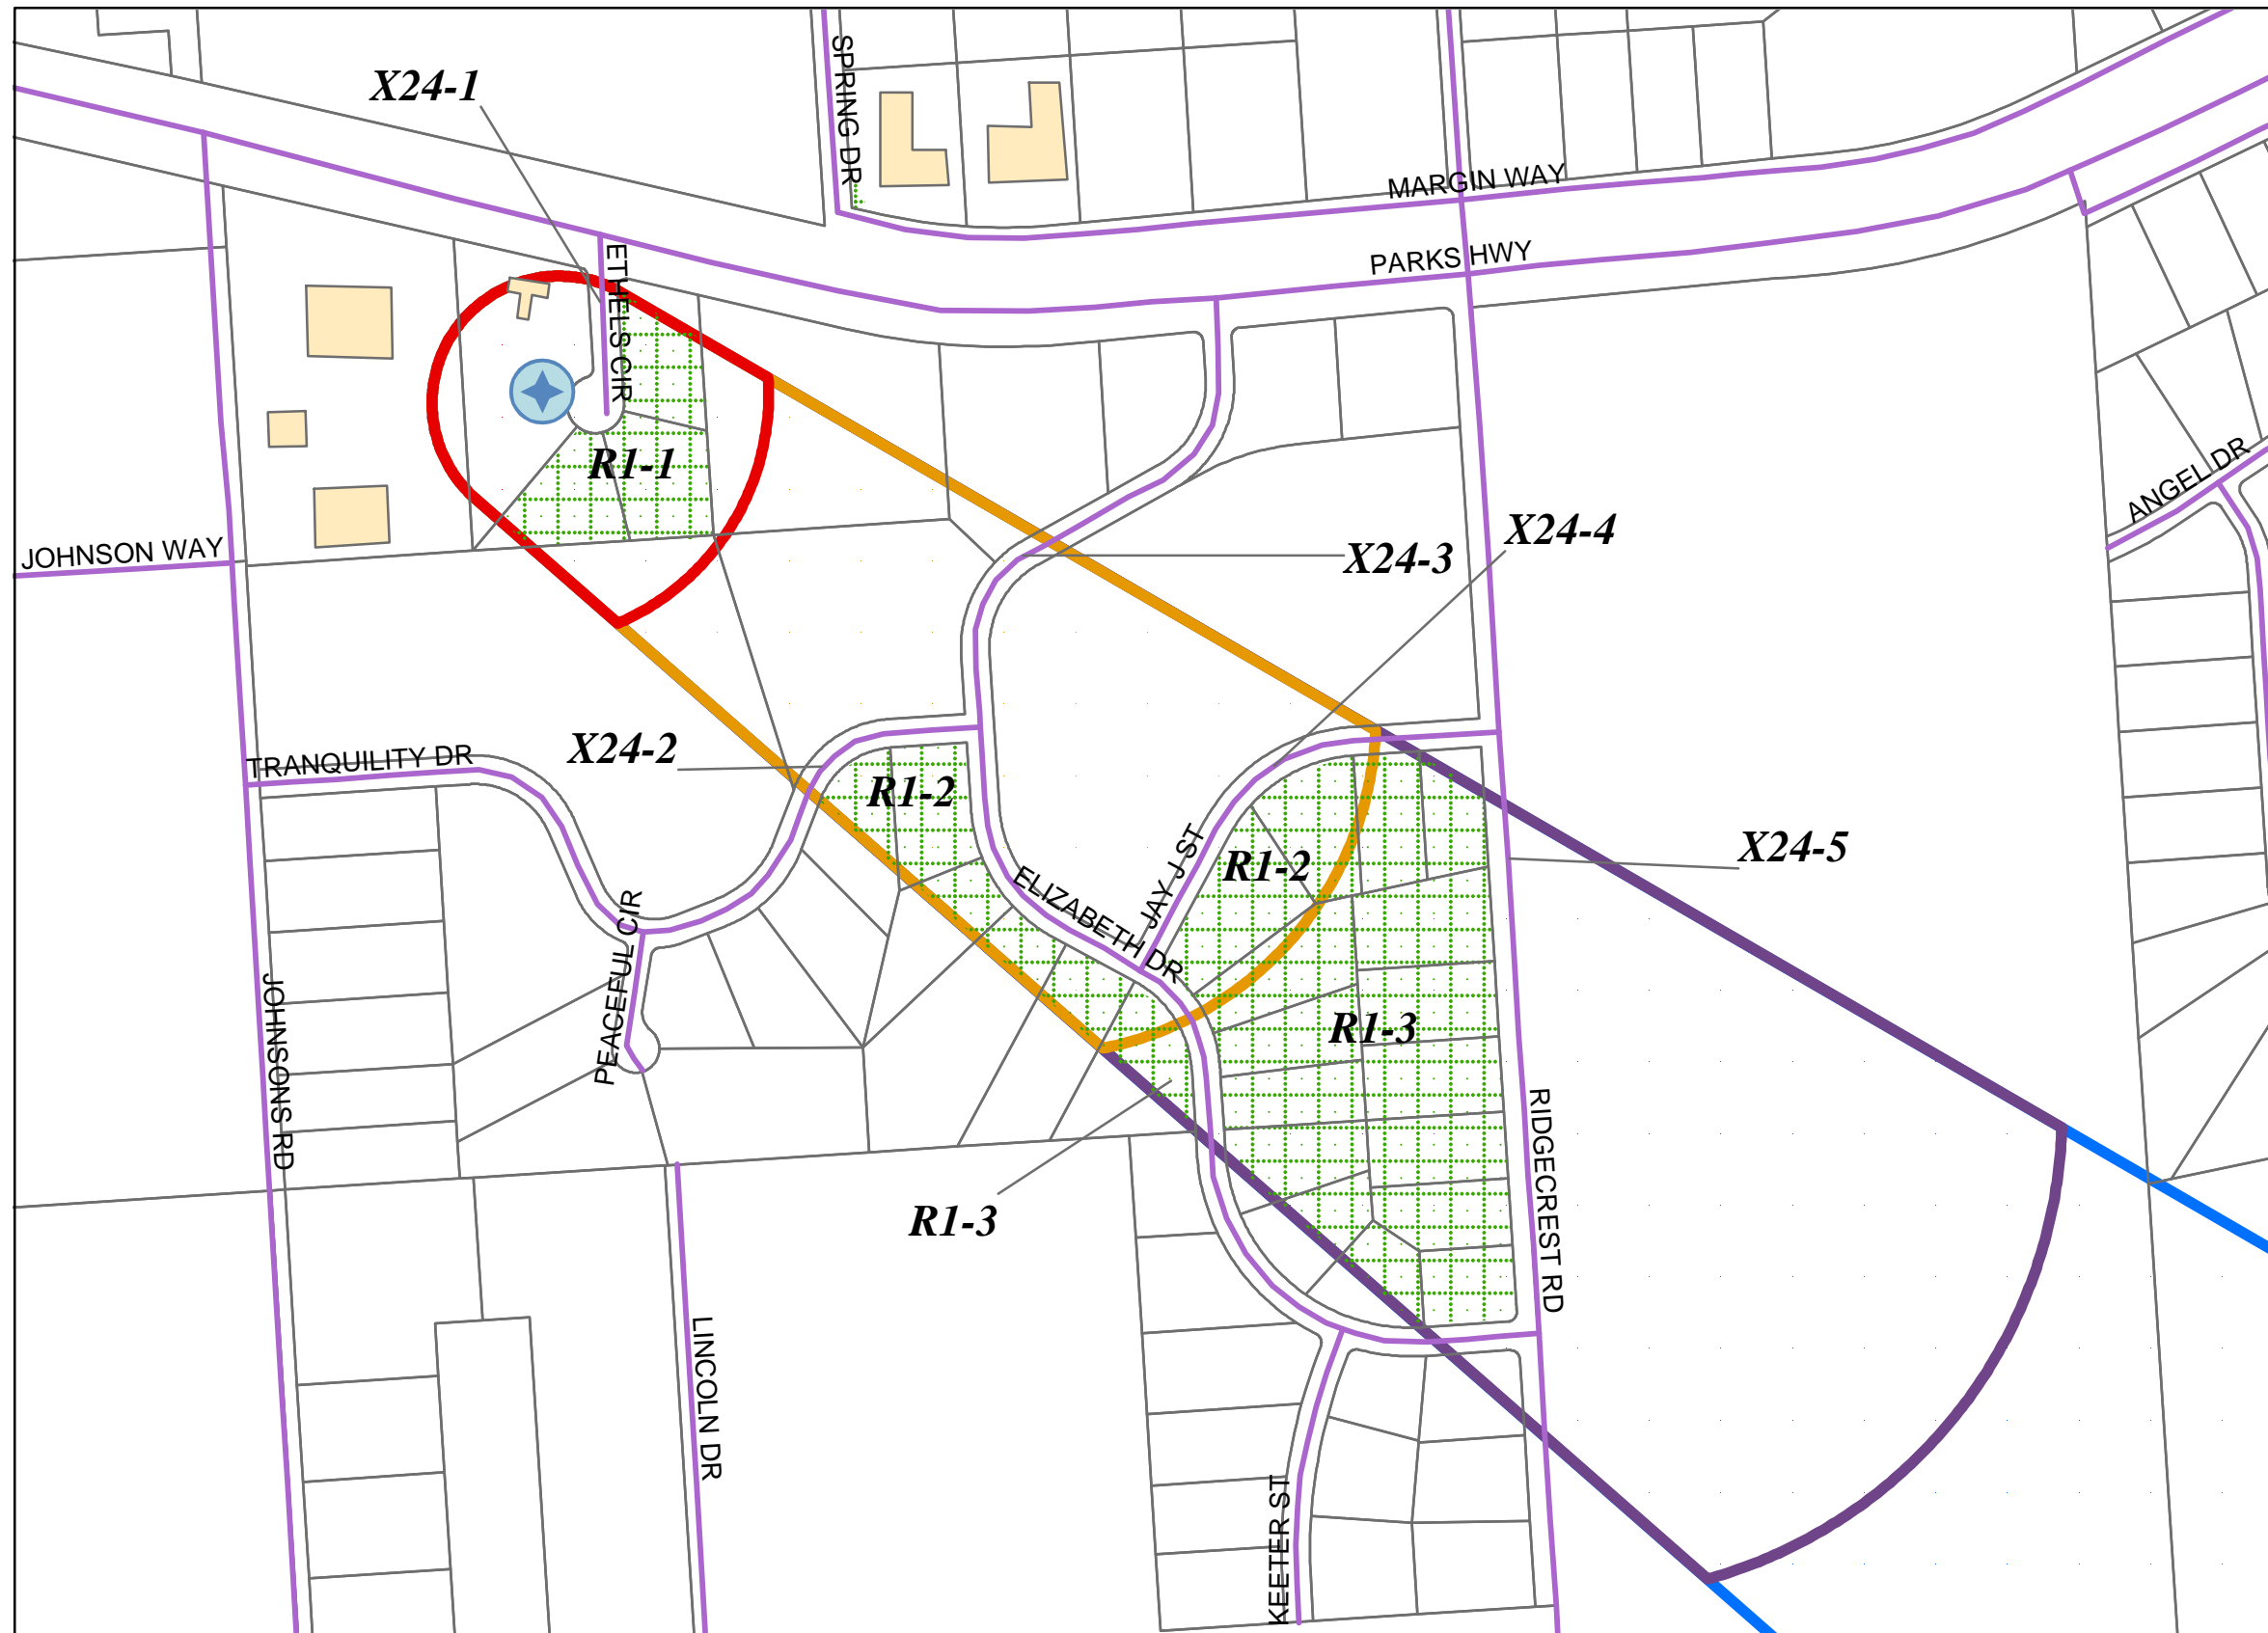 X24-1
SPRING DR
MARGIN WAY
PARKS HWY
ETHELS CIR
R1-1
JOHNSON WAY
ANGEL DR
X24-3
X24-4
X24-2
TRANQUILITY DR
R1-2
R1-2
X24-5
JAY J ST
ELIZABETH DR
PEACEFUL CIR
JOHNSONS RD
R1-3
R1-3
RIDGECREST RD
LINCOLN DR
KEETER ST